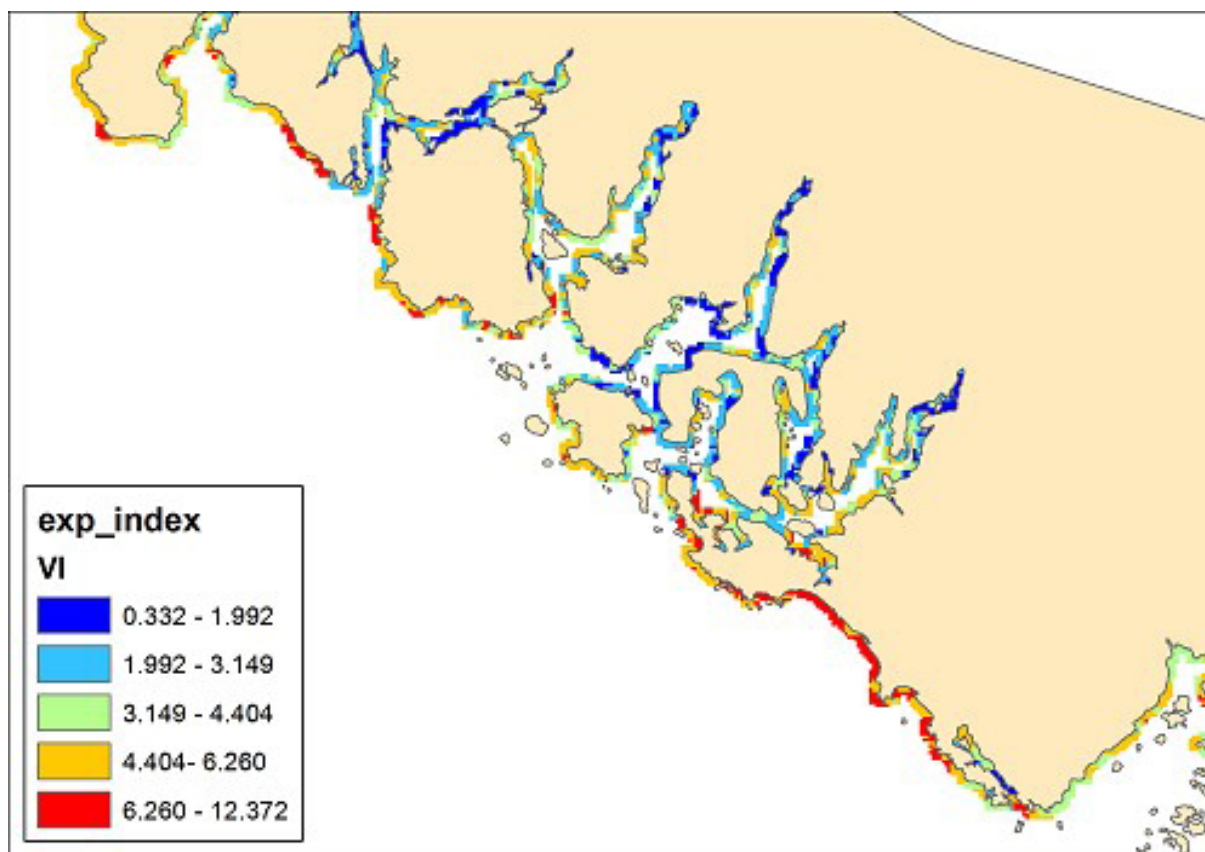 exp_index
VI
0.332 - 1.992
1.992 - 3.149
3.149 - 4.404
4.404- 6.260
6.260 - 12.372